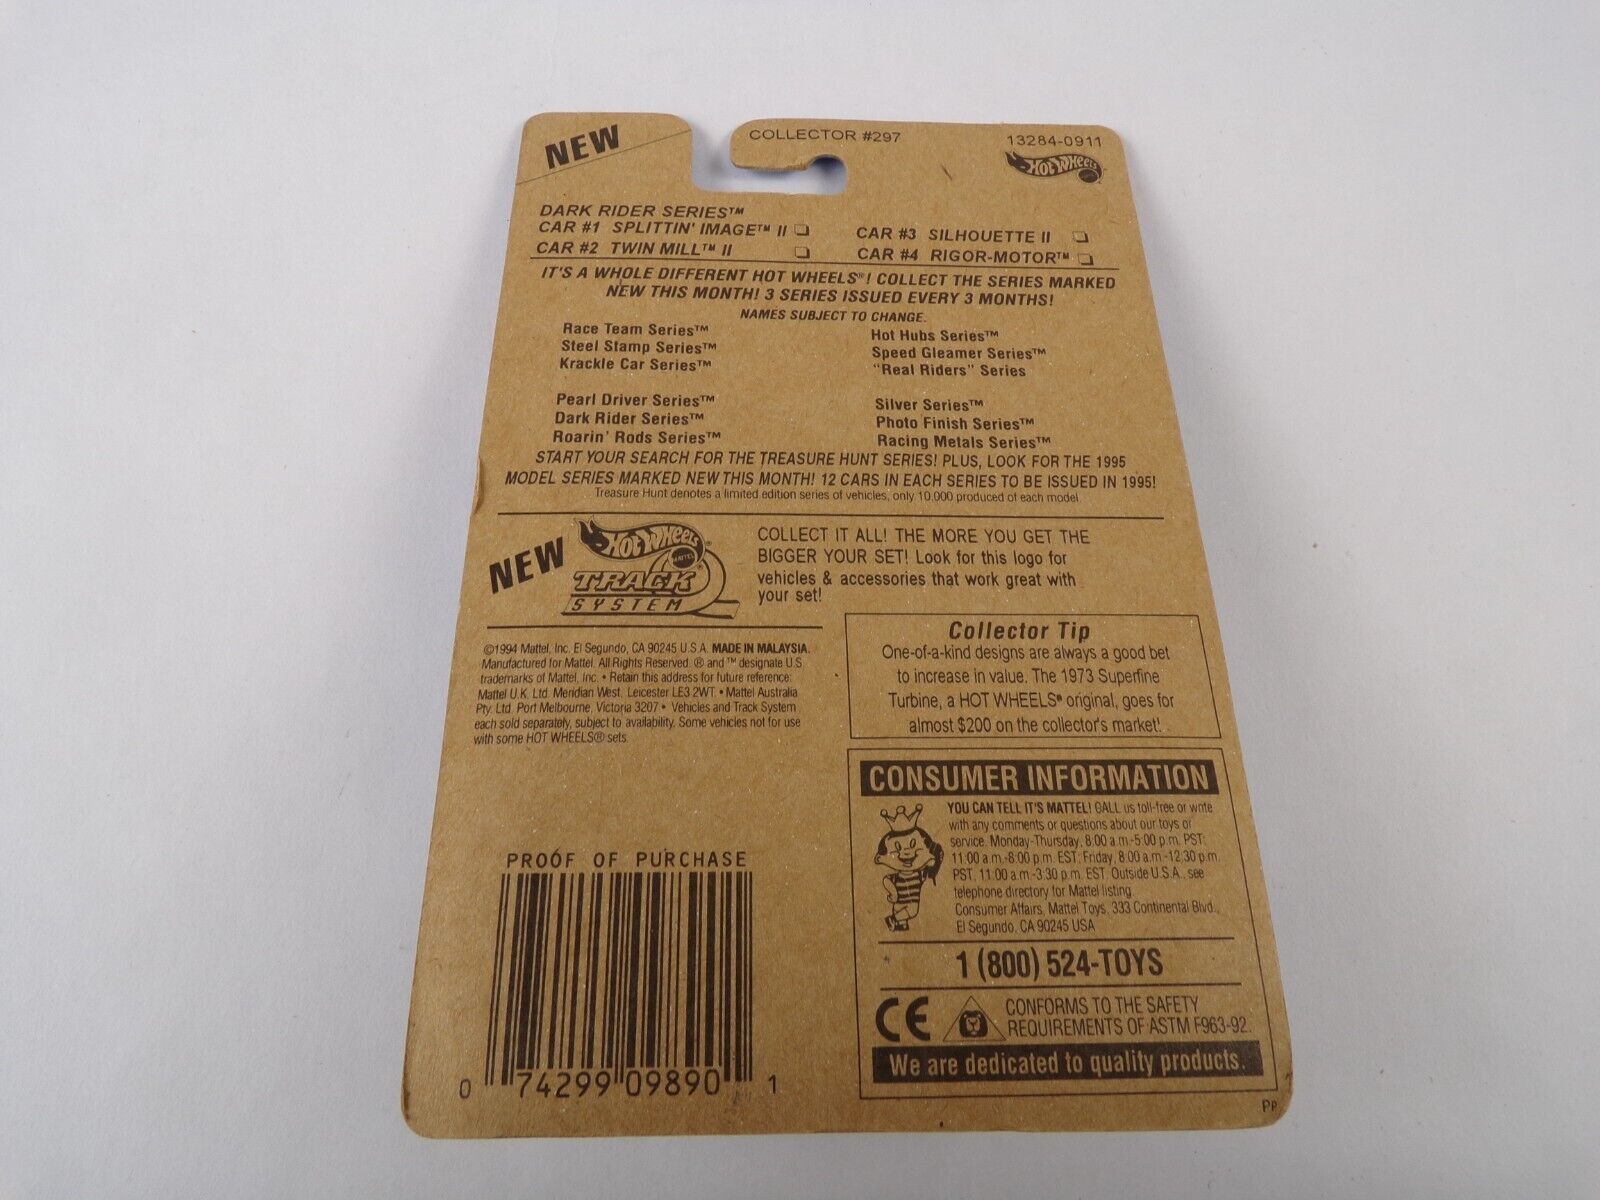 NEW
COLLECTOR #297
13284-0911
HOT WHEELS
DARK RIDER SERIES™
CAR #1 SPLITTIN' IMAGE™ II
CAR #2 TWIN MILL™ II
CAR #3 SILHOUETTE II
CAR #4 RIGOR-MOTOR™
IT'S A WHOLE DIFFERENT HOT WHEELS®! COLLECT THE SERIES MARKED
NEW THIS MONTH! 3 SERIES ISSUED EVERY 3 MONTHS!
NAMES SUBJECT TO CHANGE.
Race Team Series™
Steel Stamp Series™
Krackle Car Series™
Hot Hubs Series™
Speed Gleamer Series™
"Real Riders" Series
Pearl Driver Series™
Dark Rider Series™
Roarin' Rods Series™
Silver Series™
Photo Finish Series™
Racing Metals Series™
START YOUR SEARCH FOR THE TREASURE HUNT SERIES! PLUS, LOOK FOR THE 1995
MODEL SERIES MARKED NEW THIS MONTH! 12 CARS IN EACH SERIES TO BE ISSUED IN 1995!
Treasure Hunt denotes a limited edition series of vehicles, only 10,000 produced of each model
NEW
HOT WHEELS®
MATTEL®
TRACK
SYSTEM
COLLECT IT ALL! THE MORE YOU GET THE
BIGGER YOUR SET! Look for this logo for
vehicles & accessories that work great with
your set!
©1994 Mattel, Inc. El Segundo, CA 90245 U.S.A. MADE IN MALAYSIA.
Manufactured for Mattel. All Rights Reserved. ® and ™ designate U.S.
trademarks of Mattel, Inc. • Retain this address for future reference:
Mattel U.K. Ltd. Meridian West, Leicester LE3 2WT. • Mattel Australia
Pty. Ltd. Port Melbourne, Victoria 3207 • Vehicles and Track System
each sold separately, subject to availability. Some vehicles not for use
with some HOT WHEELS® sets.
Collector Tip
One-of-a-kind designs are always a good bet
to increase in value. The 1973 Superfine
Turbine, a HOT WHEELS® original, goes for
almost $200 on the collector's market!
CONSUMER INFORMATION
YOU CAN TELL IT'S MATTEL! CALL us toll-free or write
with any comments or questions about our toys or
service. Monday-Thursday, 8:00 a.m.-5:00 p.m. PST;
11:00 a.m.-8:00 p.m. EST; Friday, 8:00 a.m.-12:30 p.m.
PST, 11:00 a.m.-3:30 p.m. EST. Outside U.S.A., see
telephone directory for Mattel listing.
Consumer Affairs, Mattel Toys, 333 Continental Blvd.,
El Segundo, CA 90245 USA
1 (800) 524-TOYS
CE
CONFORMS TO THE SAFETY
REQUIREMENTS OF ASTM F963-92.
We are dedicated to quality products.
PROOF OF PURCHASE
0 74299 09890 1
PP